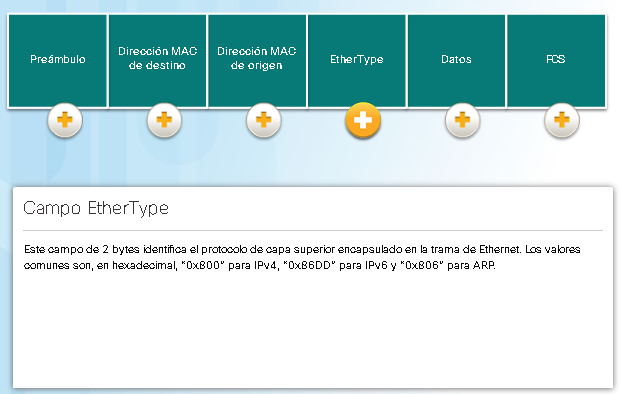 Preámbulo
Dirección MAC
de destino
Dirección MAC
de origen
EtherType
Datos
FCS
Campo EtherType
Este campo de 2 bytes identifica el protocolo de capa superior encapsulado en la trama de Ethernet. Los valores
comunes son, en hexadecimal, "0x800" para IPv4, "0x86DD" para IPv6 y "0x806" para ARP.